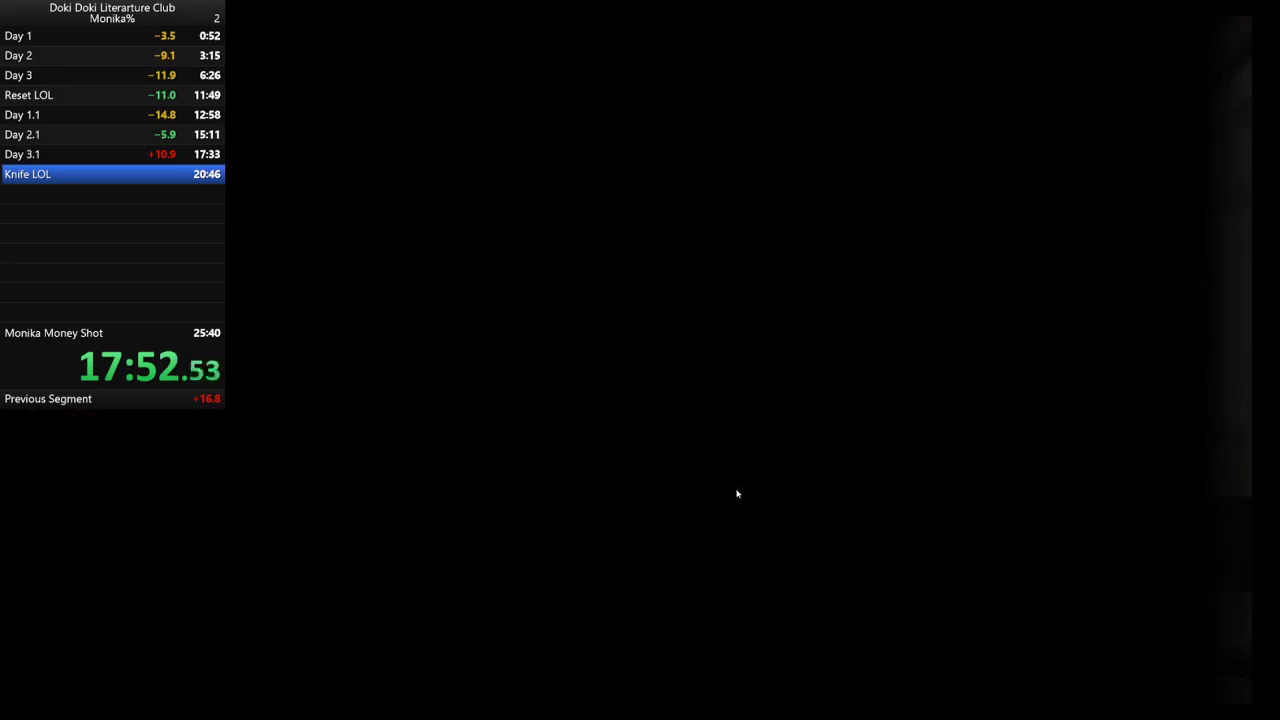 Doki Doki Literarture Club
Monika% 2
Day 1 −3.5 0:52
Day 2 −9.1 3:15
Day 3 −11.9 6:26
Reset LOL −11.0 11:49
Day 1.1 −14.8 12:58
Day 2.1 −5.9 15:11
Day 3.1 +10.9 17:33
Knife LOL 20:46
Monika Money Shot 25:40
17:52.53
Previous Segment +16.8